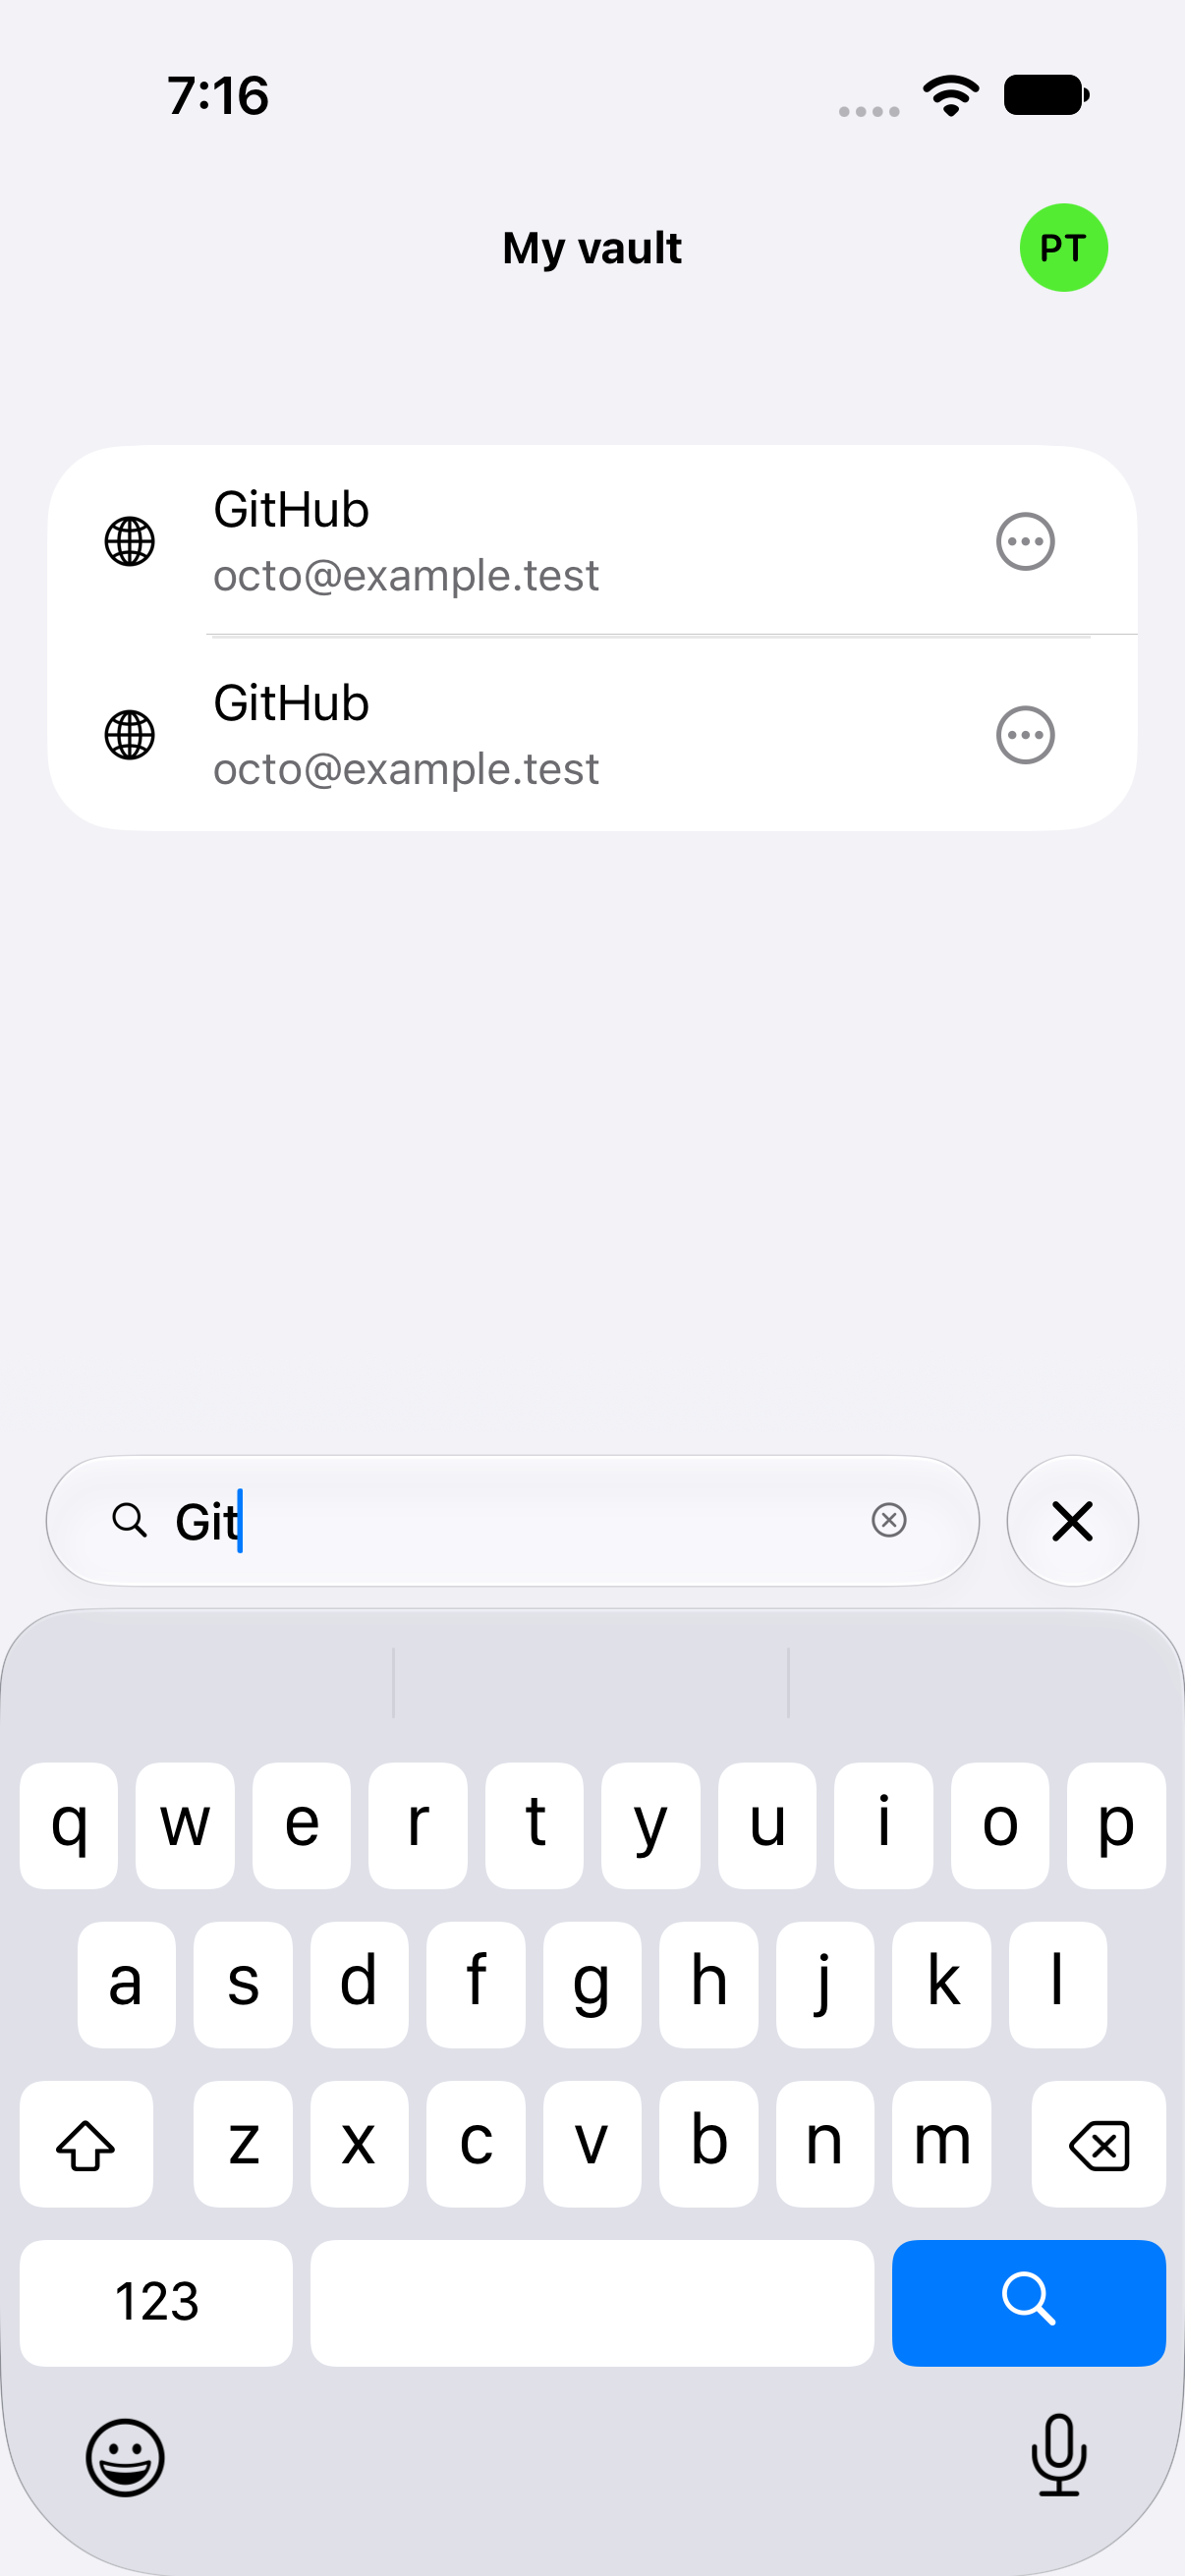 7:16
My vault
PT
GitHub
octo@example.test
GitHub
octo@example.test
Git
q w e r t y u i o p
a s d f g h j k l
z x c v b n m
123